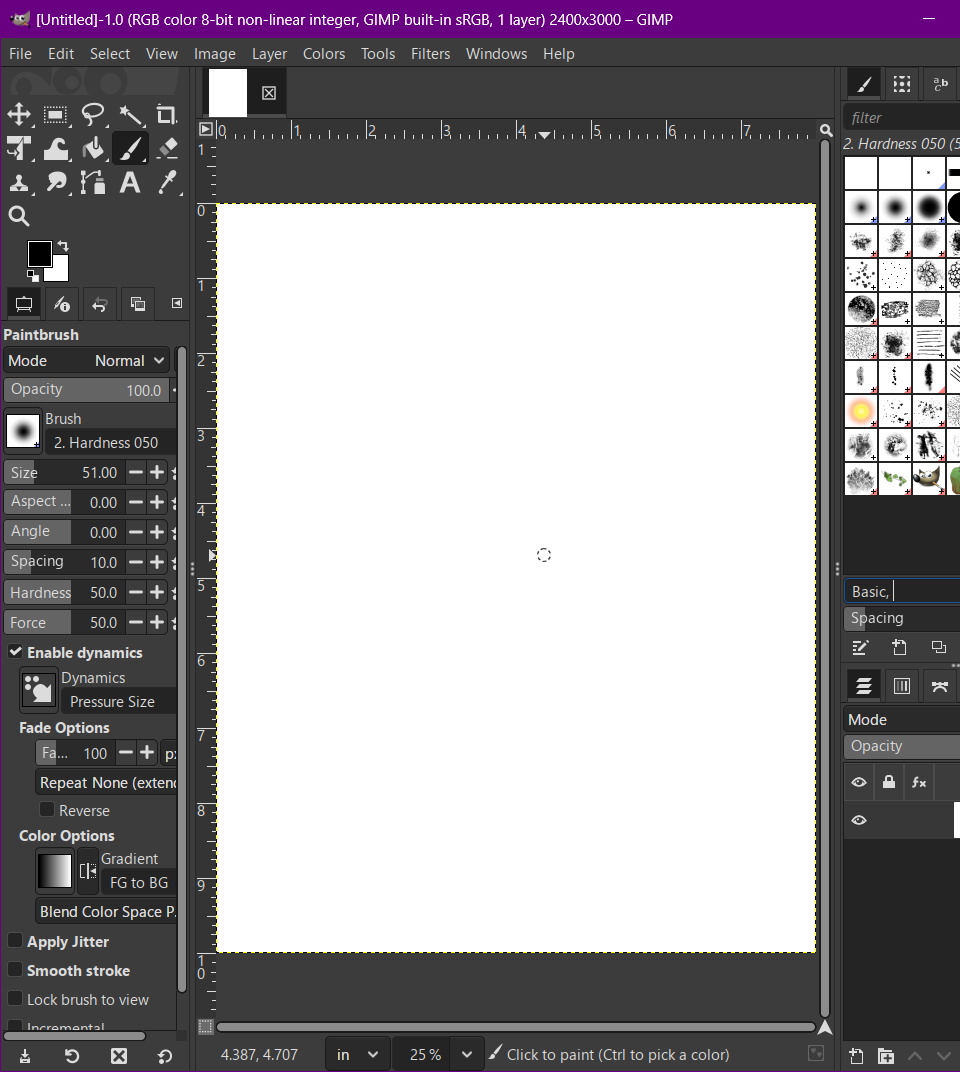 [Untitled]-1.0 (RGB color 8-bit non-linear integer, GIMP built-in sRGB, 1 layer) 2400x3000 – GIMP
File Edit Select View Image Layer Colors Tools Filters Windows Help
0 1 2 3 4 5 6 7
1
0
1
2
3
4
5
6
7
8
9
1
0
Paintbrush
Mode Normal
Opacity 100.0
Brush
2. Hardness 050
Size 51.00
Aspect ... 0.00
Angle 0.00
Spacing 10.0
Hardness 50.0
Force 50.0
Enable dynamics
Dynamics
Pressure Size
Fade Options
Fa... 100 px
Repeat None (extend
Reverse
Color Options
Gradient
FG to BG
Blend Color Space P.
Apply Jitter
Smooth stroke
Lock brush to view
Incremental
4.387, 4.707 in 25 % Click to paint (Ctrl to pick a color)
filter
2. Hardness 050 (5
Basic,
Spacing
Mode
Opacity
fx